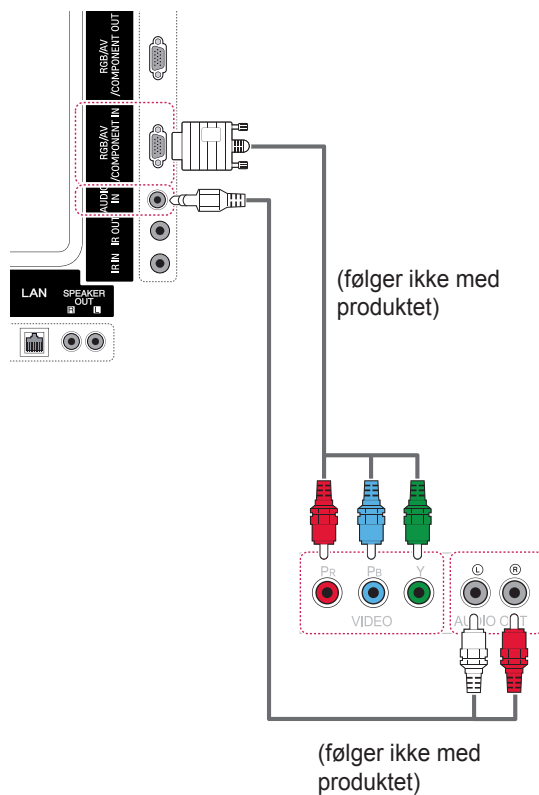 RGB/AV
/COMPONENT OUT
RGB/AV
/COMPONENT IN
AUDIO
IN
IR OUT
IR IN
LAN
SPEAKER
OUT
R L
(følger ikke med
produktet)
PR PB Y
VIDEO
L R
AUDIO OUT
(følger ikke med
produktet)